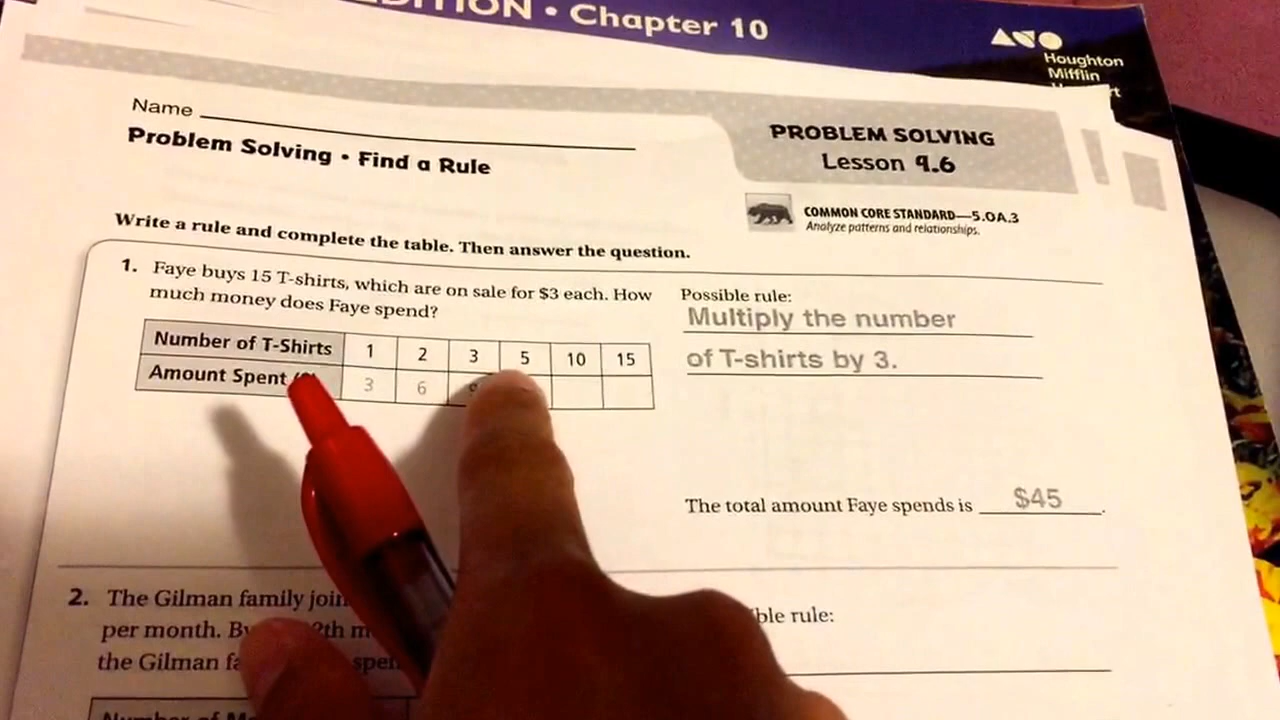 EDITION • Chapter 10
Houghton
Mifflin
Name
Problem Solving • Find a Rule
PROBLEM SOLVING
Lesson 9.6
COMMON CORE STANDARD—5.OA.3
Analyze patterns and relationships.
Write a rule and complete the table. Then answer the question.
1. Faye buys 15 T-shirts, which are on sale for $3 each. How
much money does Faye spend?
Number of T-Shirts 1 2 3 5 10 15
Amount Spent 3 6
Possible rule:
Multiply the number
of T-shirts by 3.
The total amount Faye spends is $45.
2. The Gilman family
per month.
the Gilman
rule:
Number of